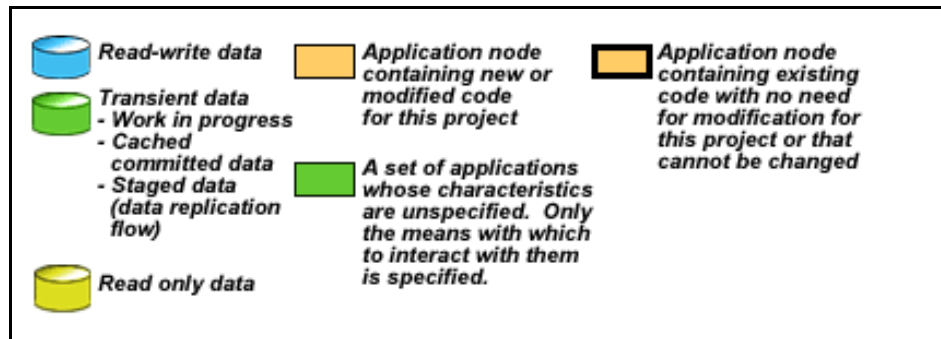 Read-write data
Transient data
- Work in progress
- Cached
committed data
- Staged data
(data replication
flow)
Read only data
Application node
containing new or
modified code
for this project
A set of applications
whose characteristics
are unspecified.  Only
the means with which
to interact with them
is specified.
Application node
containing existing
code with no need
for modification for
this project or that
cannot be changed